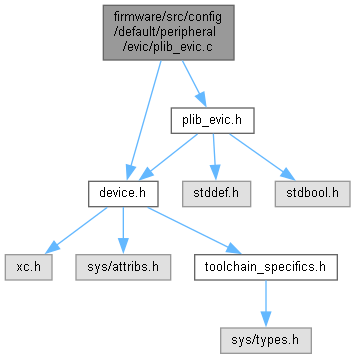 firmware/src/config
/default/peripheral
/evic/plib_evic.c
plib_evic.h
device.h
stddef.h
stdbool.h
xc.h
sys/attribs.h
toolchain_specifics.h
sys/types.h